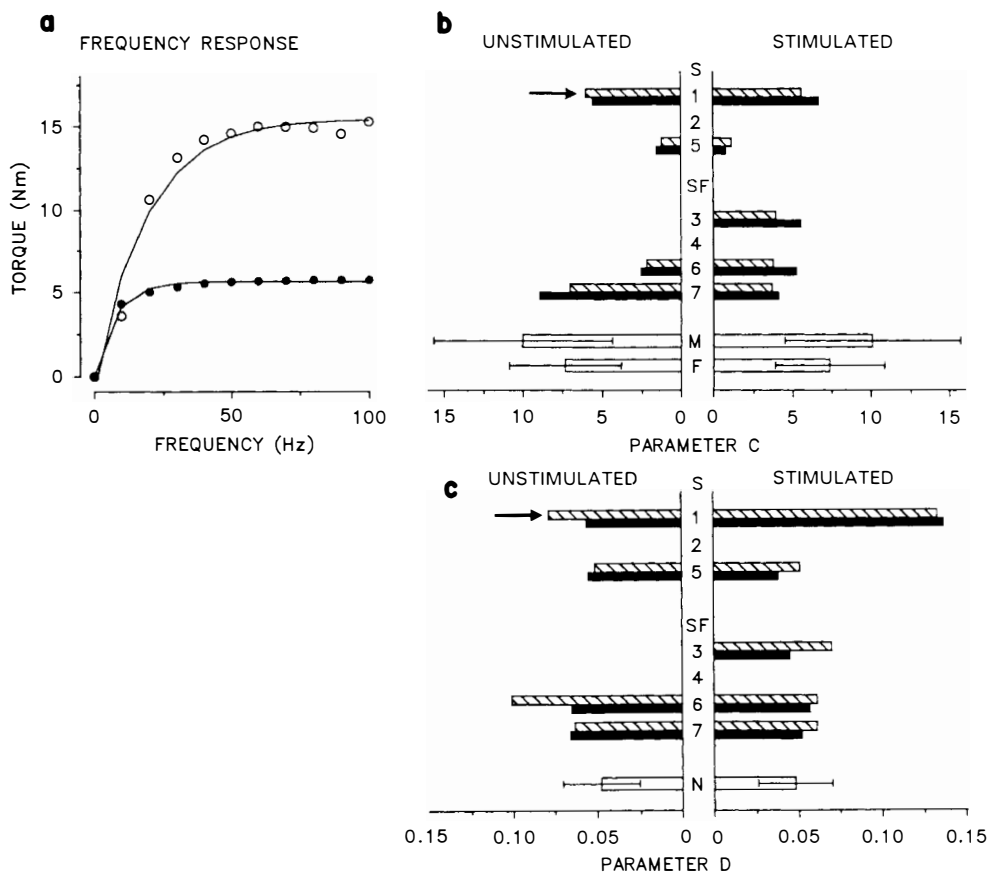 a
FREQUENCY RESPONSE
TORQUE (Nm)
15
10
5
0
0 50 100
FREQUENCY (Hz)
b
UNSTIMULATED STIMULATED
S
1
2
5
SF
3
4
6
7
M
F
15 10 5 0 0 5 10 15
PARAMETER C
c
UNSTIMULATED STIMULATED
S
1
2
5
SF
3
4
6
7
N
0.15 0.10 0.05 0 0 0.05 0.10 0.15
PARAMETER D